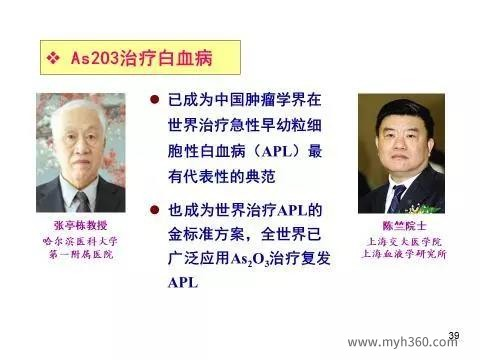 ❖ As2O3治疗白血病
● 已成为中国肿瘤学界在
世界治疗急性早幼粒细
胞性白血病（APL）最
有代表性的典范
● 也成为世界治疗APL的
金标准方案，全世界已
广泛应用As₂O₃治疗复发
APL
张亭栋教授
哈尔滨医科大学
第一附属医院
陈竺院士
上海交大医学院
上海血液学研究所
39
www.myh360.com